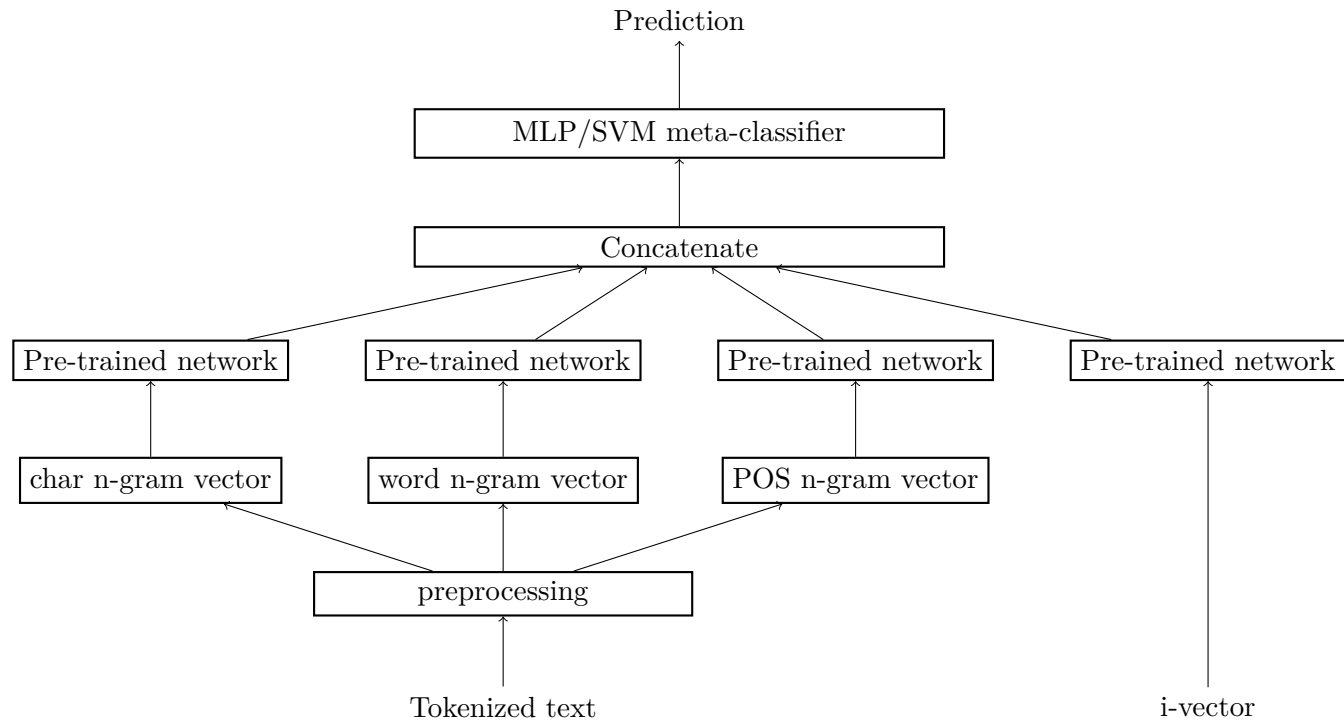 Prediction
MLP/SVM meta-classifier
Concatenate
Pre-trained network
Pre-trained network
Pre-trained network
Pre-trained network
char n-gram vector
word n-gram vector
POS n-gram vector
preprocessing
Tokenized text
i-vector